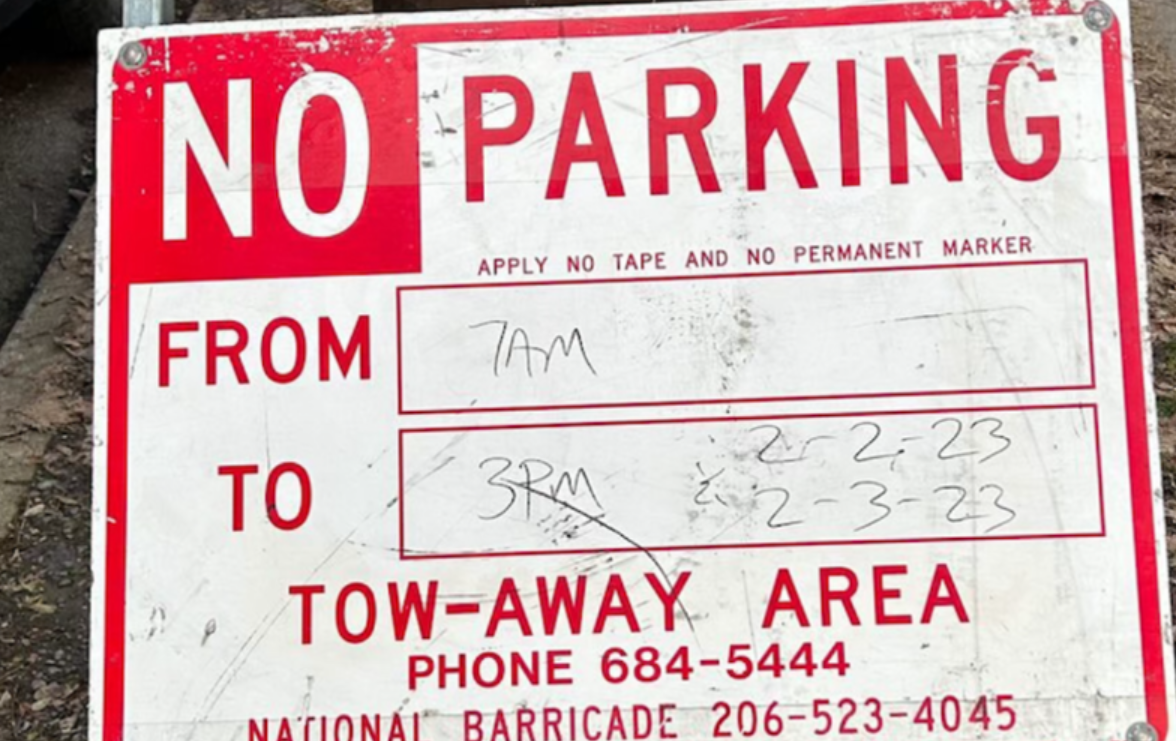 NO PARKING
APPLY NO TAPE AND NO PERMANENT MARKER
FROM 7AM
2-2-23
TO 3PM & 2-3-23
TOW-AWAY AREA
PHONE 684-5444
NATIONAL BARRICADE 206-523-4045